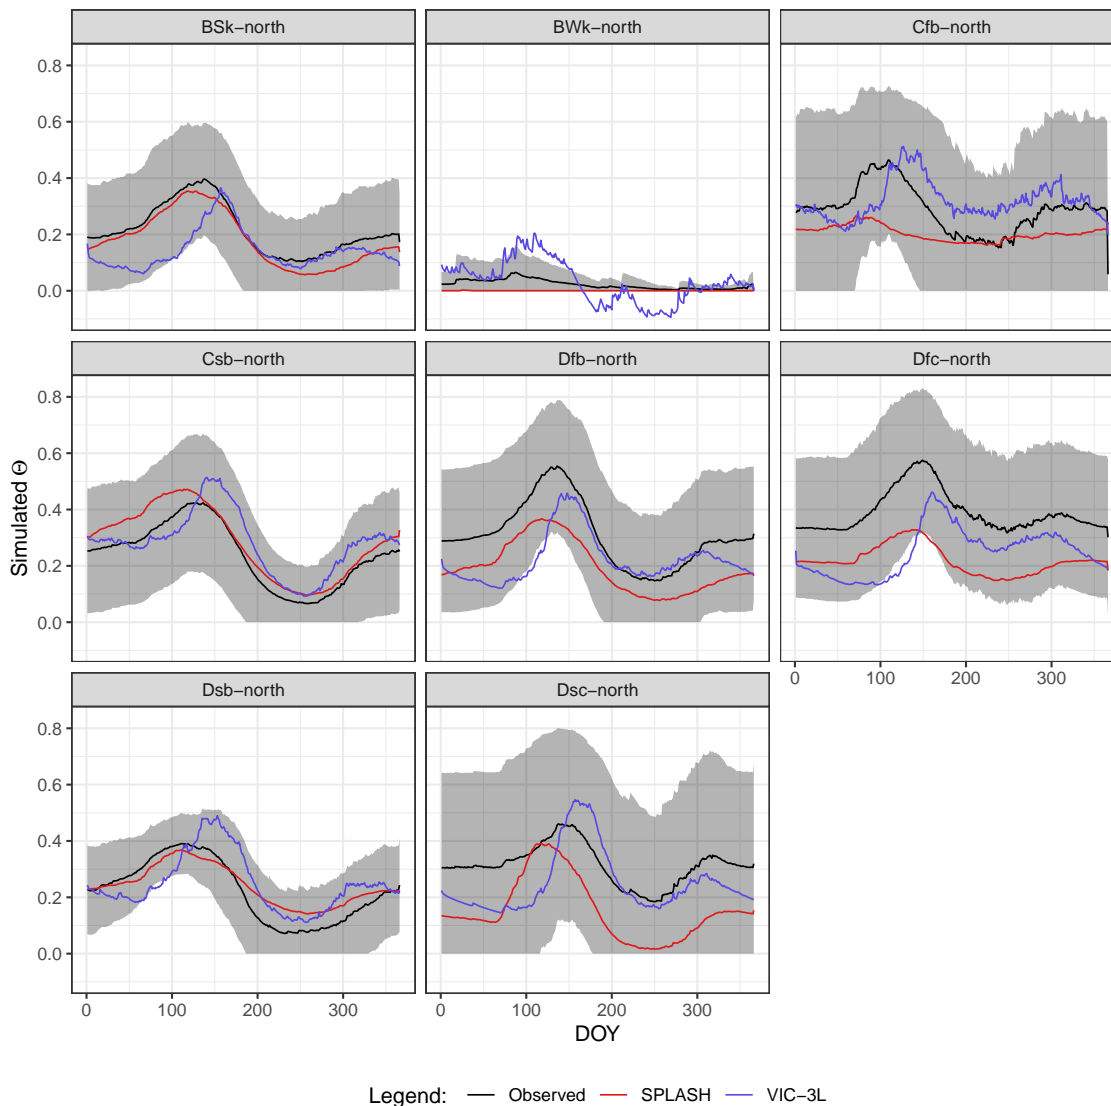 BSk−north BWk−north Cfb−north
0.8
0.6
0.4
0.2
0.0
Csb−north Dfb−north Dfc−north
0.8
0.6
0.4
0.2
0.0
0 100 200 300
Dsb−north Dsc−north
0.8
0.6
0.4
0.2
0.0
0 100 200 300 0 100 200 300
Simulated Θ
DOY
Legend: Observed SPLASH VIC−3L